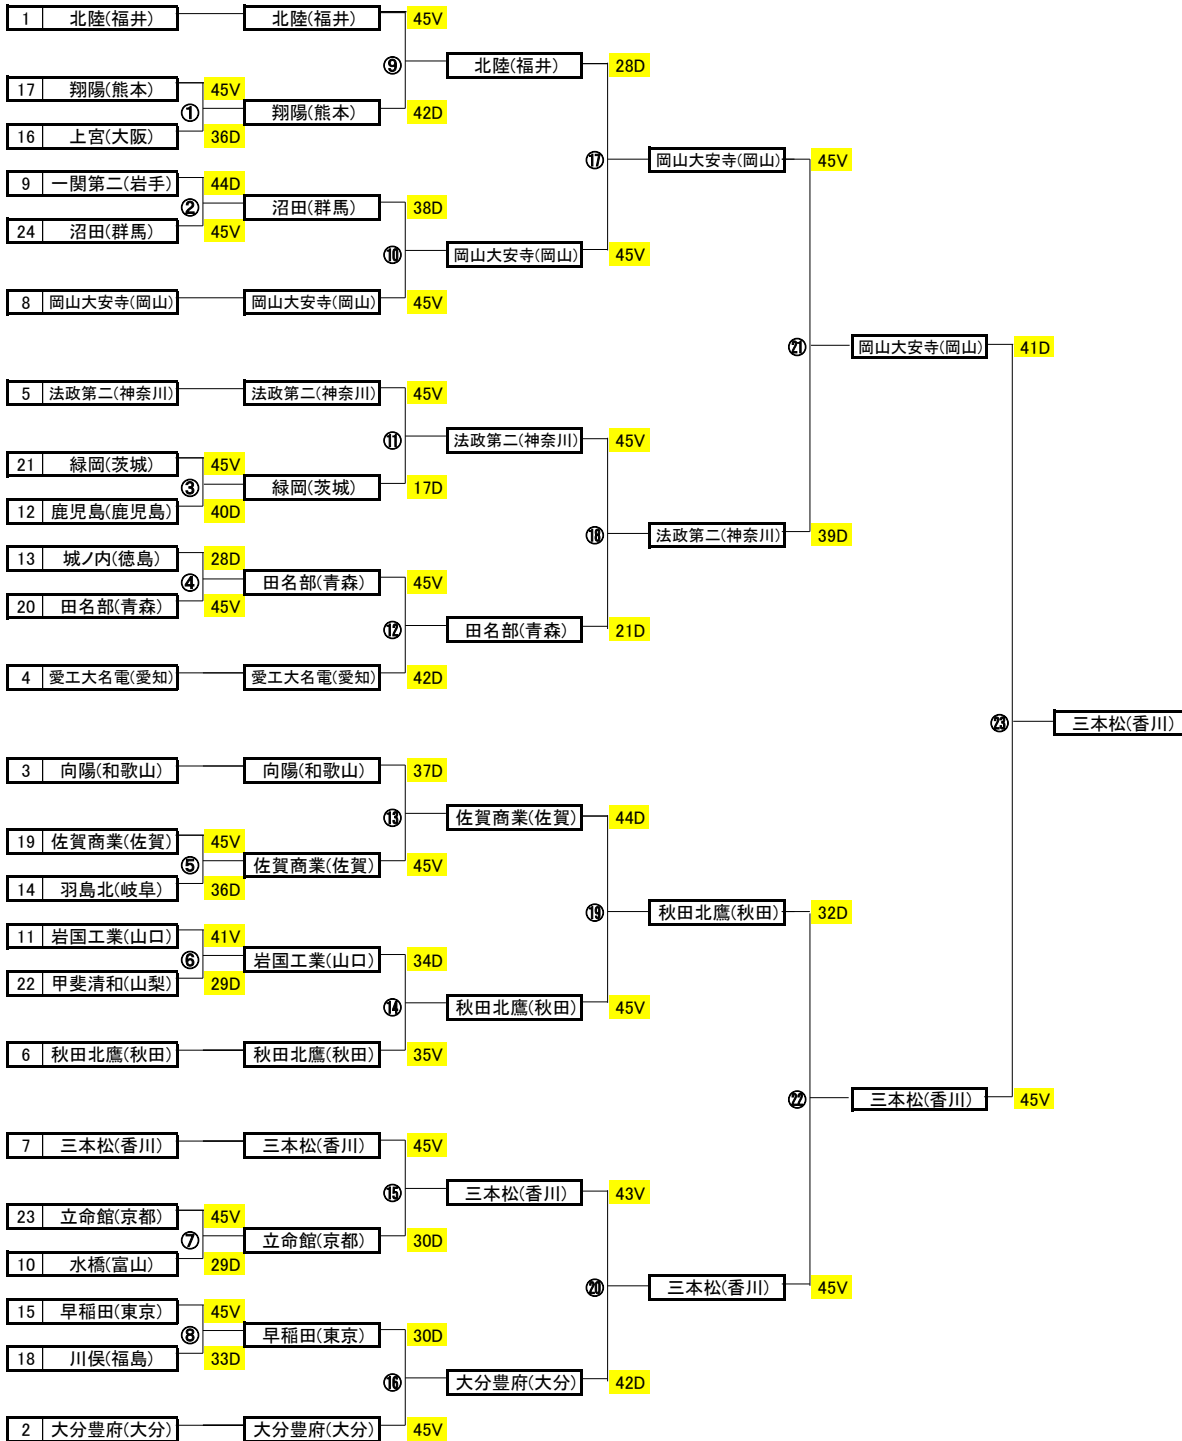 1 北陸(福井) 北陸(福井) 45V
⑨ 北陸(福井) 28D
17 翔陽(熊本) 45V
① 翔陽(熊本) 42D
16 上宮(大阪) 36D
⑰ 岡山大安寺(岡山) 45V
9 一関第二(岩手) 44D
② 沼田(群馬) 38D
24 沼田(群馬) 45V
⑩ 岡山大安寺(岡山) 45V
8 岡山大安寺(岡山) 岡山大安寺(岡山) 45V
㉑ 岡山大安寺(岡山) 41D
5 法政第二(神奈川) 法政第二(神奈川) 45V
⑪ 法政第二(神奈川) 45V
21 緑岡(茨城) 45V
③ 緑岡(茨城) 17D
12 鹿児島(鹿児島) 40D
⑱ 法政第二(神奈川) 39D
13 城ノ内(徳島) 28D
④ 田名部(青森) 45V
20 田名部(青森) 45V
⑫ 田名部(青森) 21D
4 愛工大名電(愛知) 愛工大名電(愛知) 42D
㉓ 三本松(香川)
3 向陽(和歌山) 向陽(和歌山) 37D
⑬ 佐賀商業(佐賀) 44D
19 佐賀商業(佐賀) 45V
⑤ 佐賀商業(佐賀) 45V
14 羽島北(岐阜) 36D
⑲ 秋田北鷹(秋田) 32D
11 岩国工業(山口) 41V
⑥ 岩国工業(山口) 34D
22 甲斐清和(山梨) 29D
⑭ 秋田北鷹(秋田) 45V
6 秋田北鷹(秋田) 秋田北鷹(秋田) 35V
㉒ 三本松(香川) 45V
7 三本松(香川) 三本松(香川) 45V
⑮ 三本松(香川) 43V
23 立命館(京都) 45V
⑦ 立命館(京都) 30D
10 水橋(富山) 29D
⑳ 三本松(香川) 45V
15 早稲田(東京) 45V
⑧ 早稲田(東京) 30D
18 川俣(福島) 33D
⑯ 大分豊府(大分) 42D
2 大分豊府(大分) 大分豊府(大分) 45V